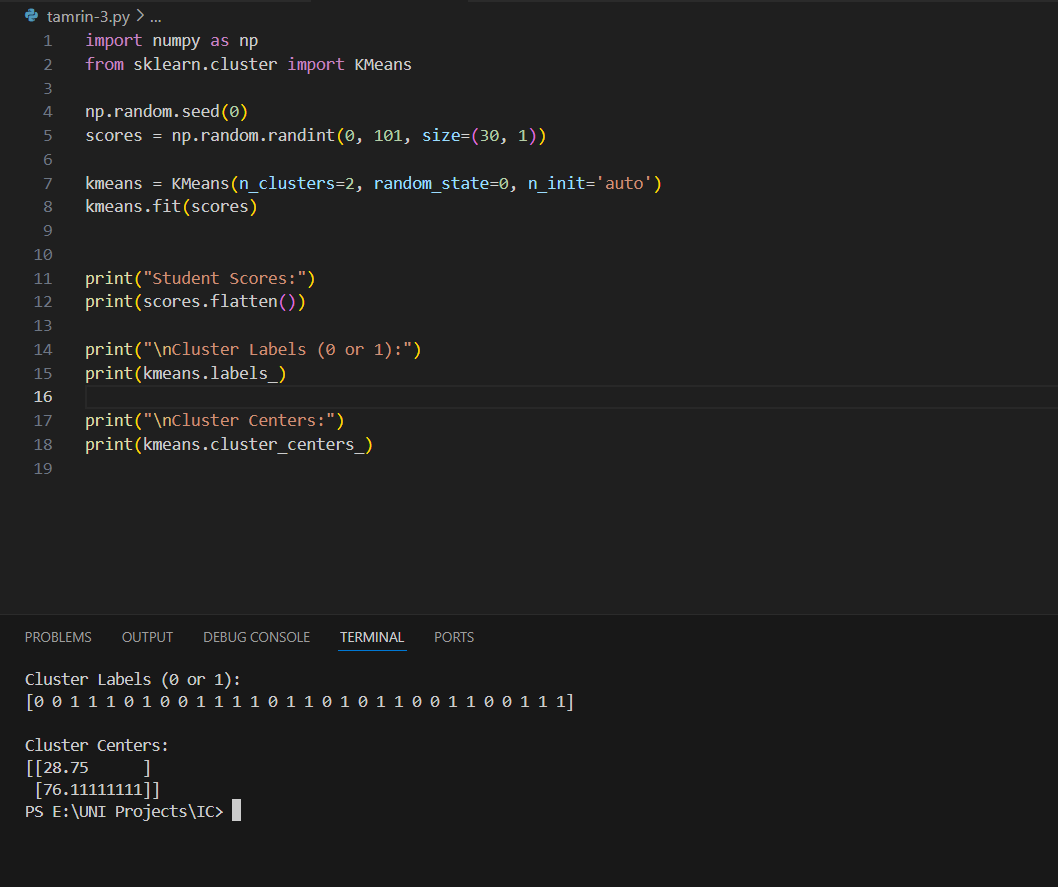 tamrin-3.py > ...
1 import numpy as np
2 from sklearn.cluster import KMeans
3
4 np.random.seed(0)
5 scores = np.random.randint(0, 101, size=(30, 1))
6
7 kmeans = KMeans(n_clusters=2, random_state=0, n_init='auto')
8 kmeans.fit(scores)
9
10
11 print("Student Scores:")
12 print(scores.flatten())
13
14 print("\nCluster Labels (0 or 1):")
15 print(kmeans.labels_)
16
17 print("\nCluster Centers:")
18 print(kmeans.cluster_centers_)
19
PROBLEMS OUTPUT DEBUG CONSOLE TERMINAL PORTS
Cluster Labels (0 or 1):
[0 0 1 1 1 0 1 0 0 1 1 1 1 0 1 1 0 1 0 1 1 0 0 1 1 0 0 1 1 1]
Cluster Centers:
[[28.75      ]
 [76.11111111]]
PS E:\UNI Projects\IC>